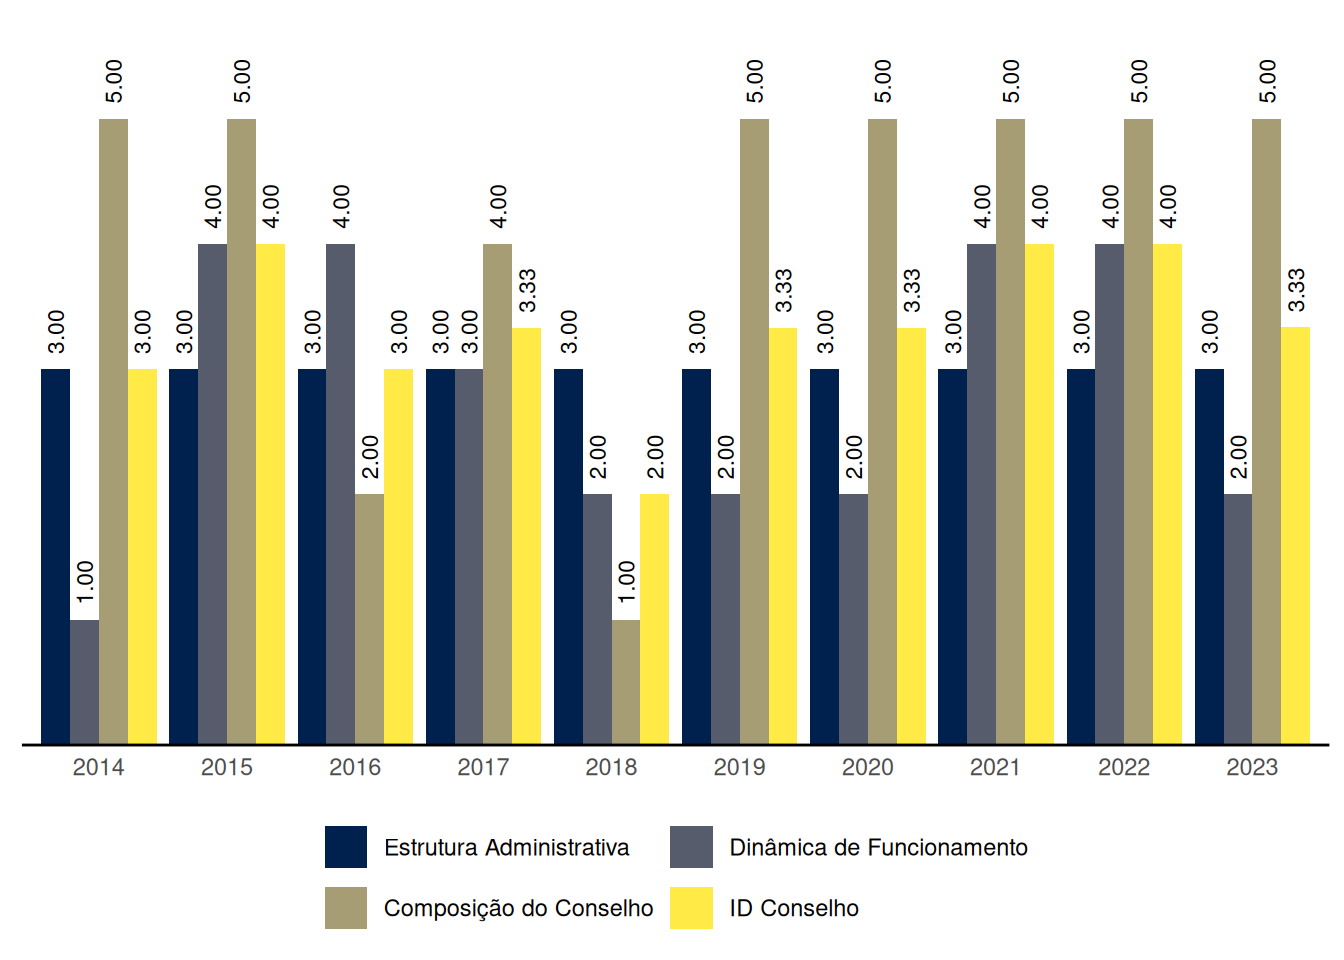 3.00 1.00 5.00 3.00
3.00 4.00 5.00 4.00
3.00 4.00 2.00 3.00
3.00 3.00 4.00 3.33
3.00 2.00 1.00 2.00
3.00 2.00 5.00 3.33
3.00 2.00 5.00 3.33
3.00 4.00 5.00 4.00
3.00 4.00 5.00 4.00
3.00 2.00 5.00 3.33
2014 2015 2016 2017 2018 2019 2020 2021 2022 2023
Estrutura Administrativa Dinâmica de Funcionamento
Composição do Conselho ID Conselho